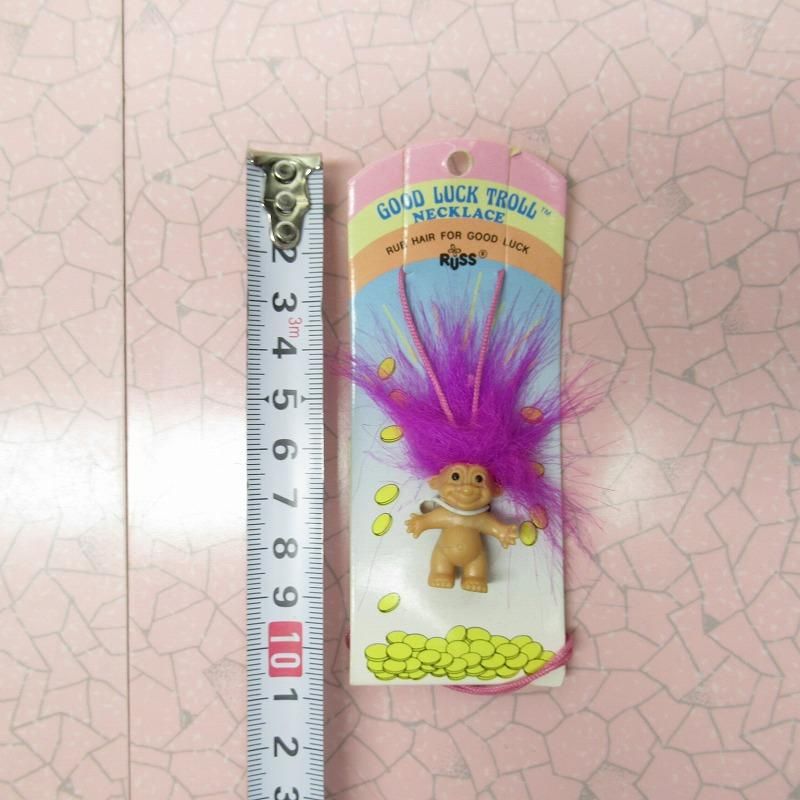 GOOD LUCK TROLL™
NECKLACE
RUB HAIR FOR GOOD LUCK
RUSS®
2
3
3m
4
5
6
7
8
9
10
1
2
3